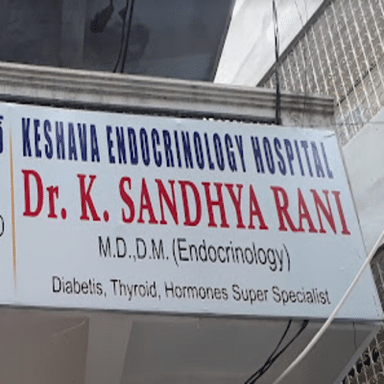 KESHAVA ENDOCRINOLOGY HOSPITAL
Dr. K. SANDHYA RANI
M.D.,D.M. (Endocrinology)
Diabetis, Thyroid, Hormones Super Specialist